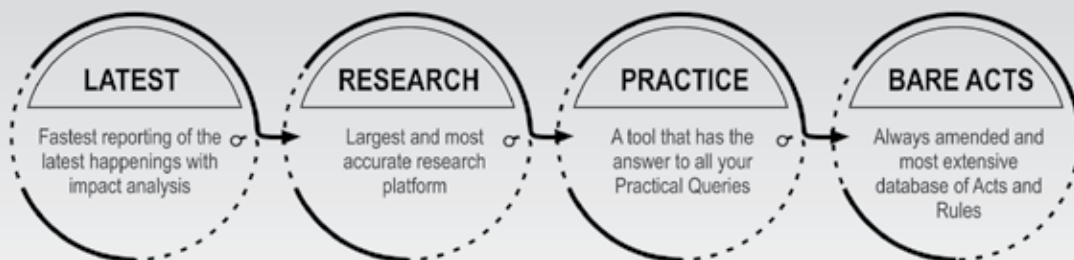 LATEST
Fastest reporting of the
latest happenings with
impact analysis
RESEARCH
Largest and most
accurate research
platform
PRACTICE
A tool that has the
answer to all your
Practical Queries
BARE ACTS
Always amended and
most extensive
database of Acts and
Rules